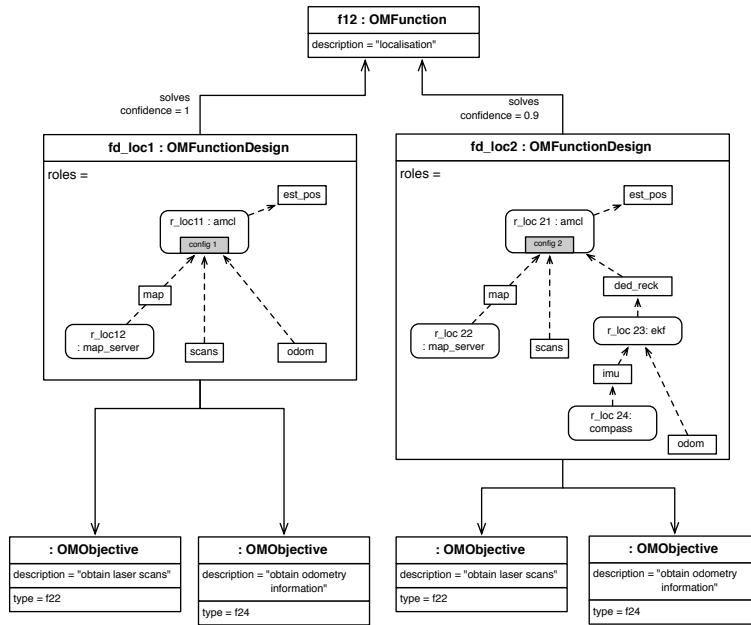 f12 : OMFunction
description = "localisation"
solves
confidence = 1
solves
confidence = 0.9
fd_loc1 : OMFunctionDesign
roles =
est_pos
r_loc11 : amcl
config 1
map
r_loc12
: map_server
scans
odom
fd_loc2 : OMFunctionDesign
roles =
est_pos
r_loc 21 : amcl
config 2
map
ded_reck
r_loc 22
: map_server
r_loc 23: ekf
scans
imu
r_loc 24:
compass
odom
: OMObjective
description = "obtain laser scans"
type = f22
: OMObjective
description = "obtain odometry
information"
type = f24
: OMObjective
description = "obtain laser scans"
type = f22
: OMObjective
description = "obtain odometry
information"
type = f24